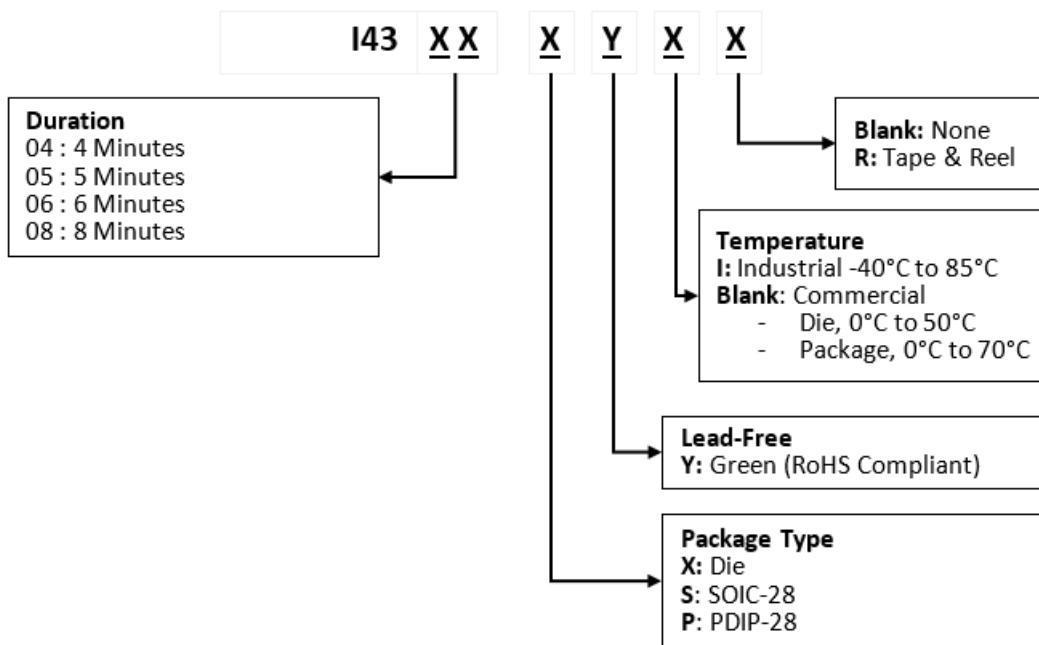 I43 XX X Y X X
Duration
04 : 4 Minutes
05 : 5 Minutes
06 : 6 Minutes
08 : 8 Minutes
Blank: None
R: Tape & Reel
Temperature
I: Industrial -40°C to 85°C
Blank: Commercial
- Die, 0°C to 50°C
- Package, 0°C to 70°C
Lead-Free
Y: Green (RoHS Compliant)
Package Type
X: Die
S: SOIC-28
P: PDIP-28